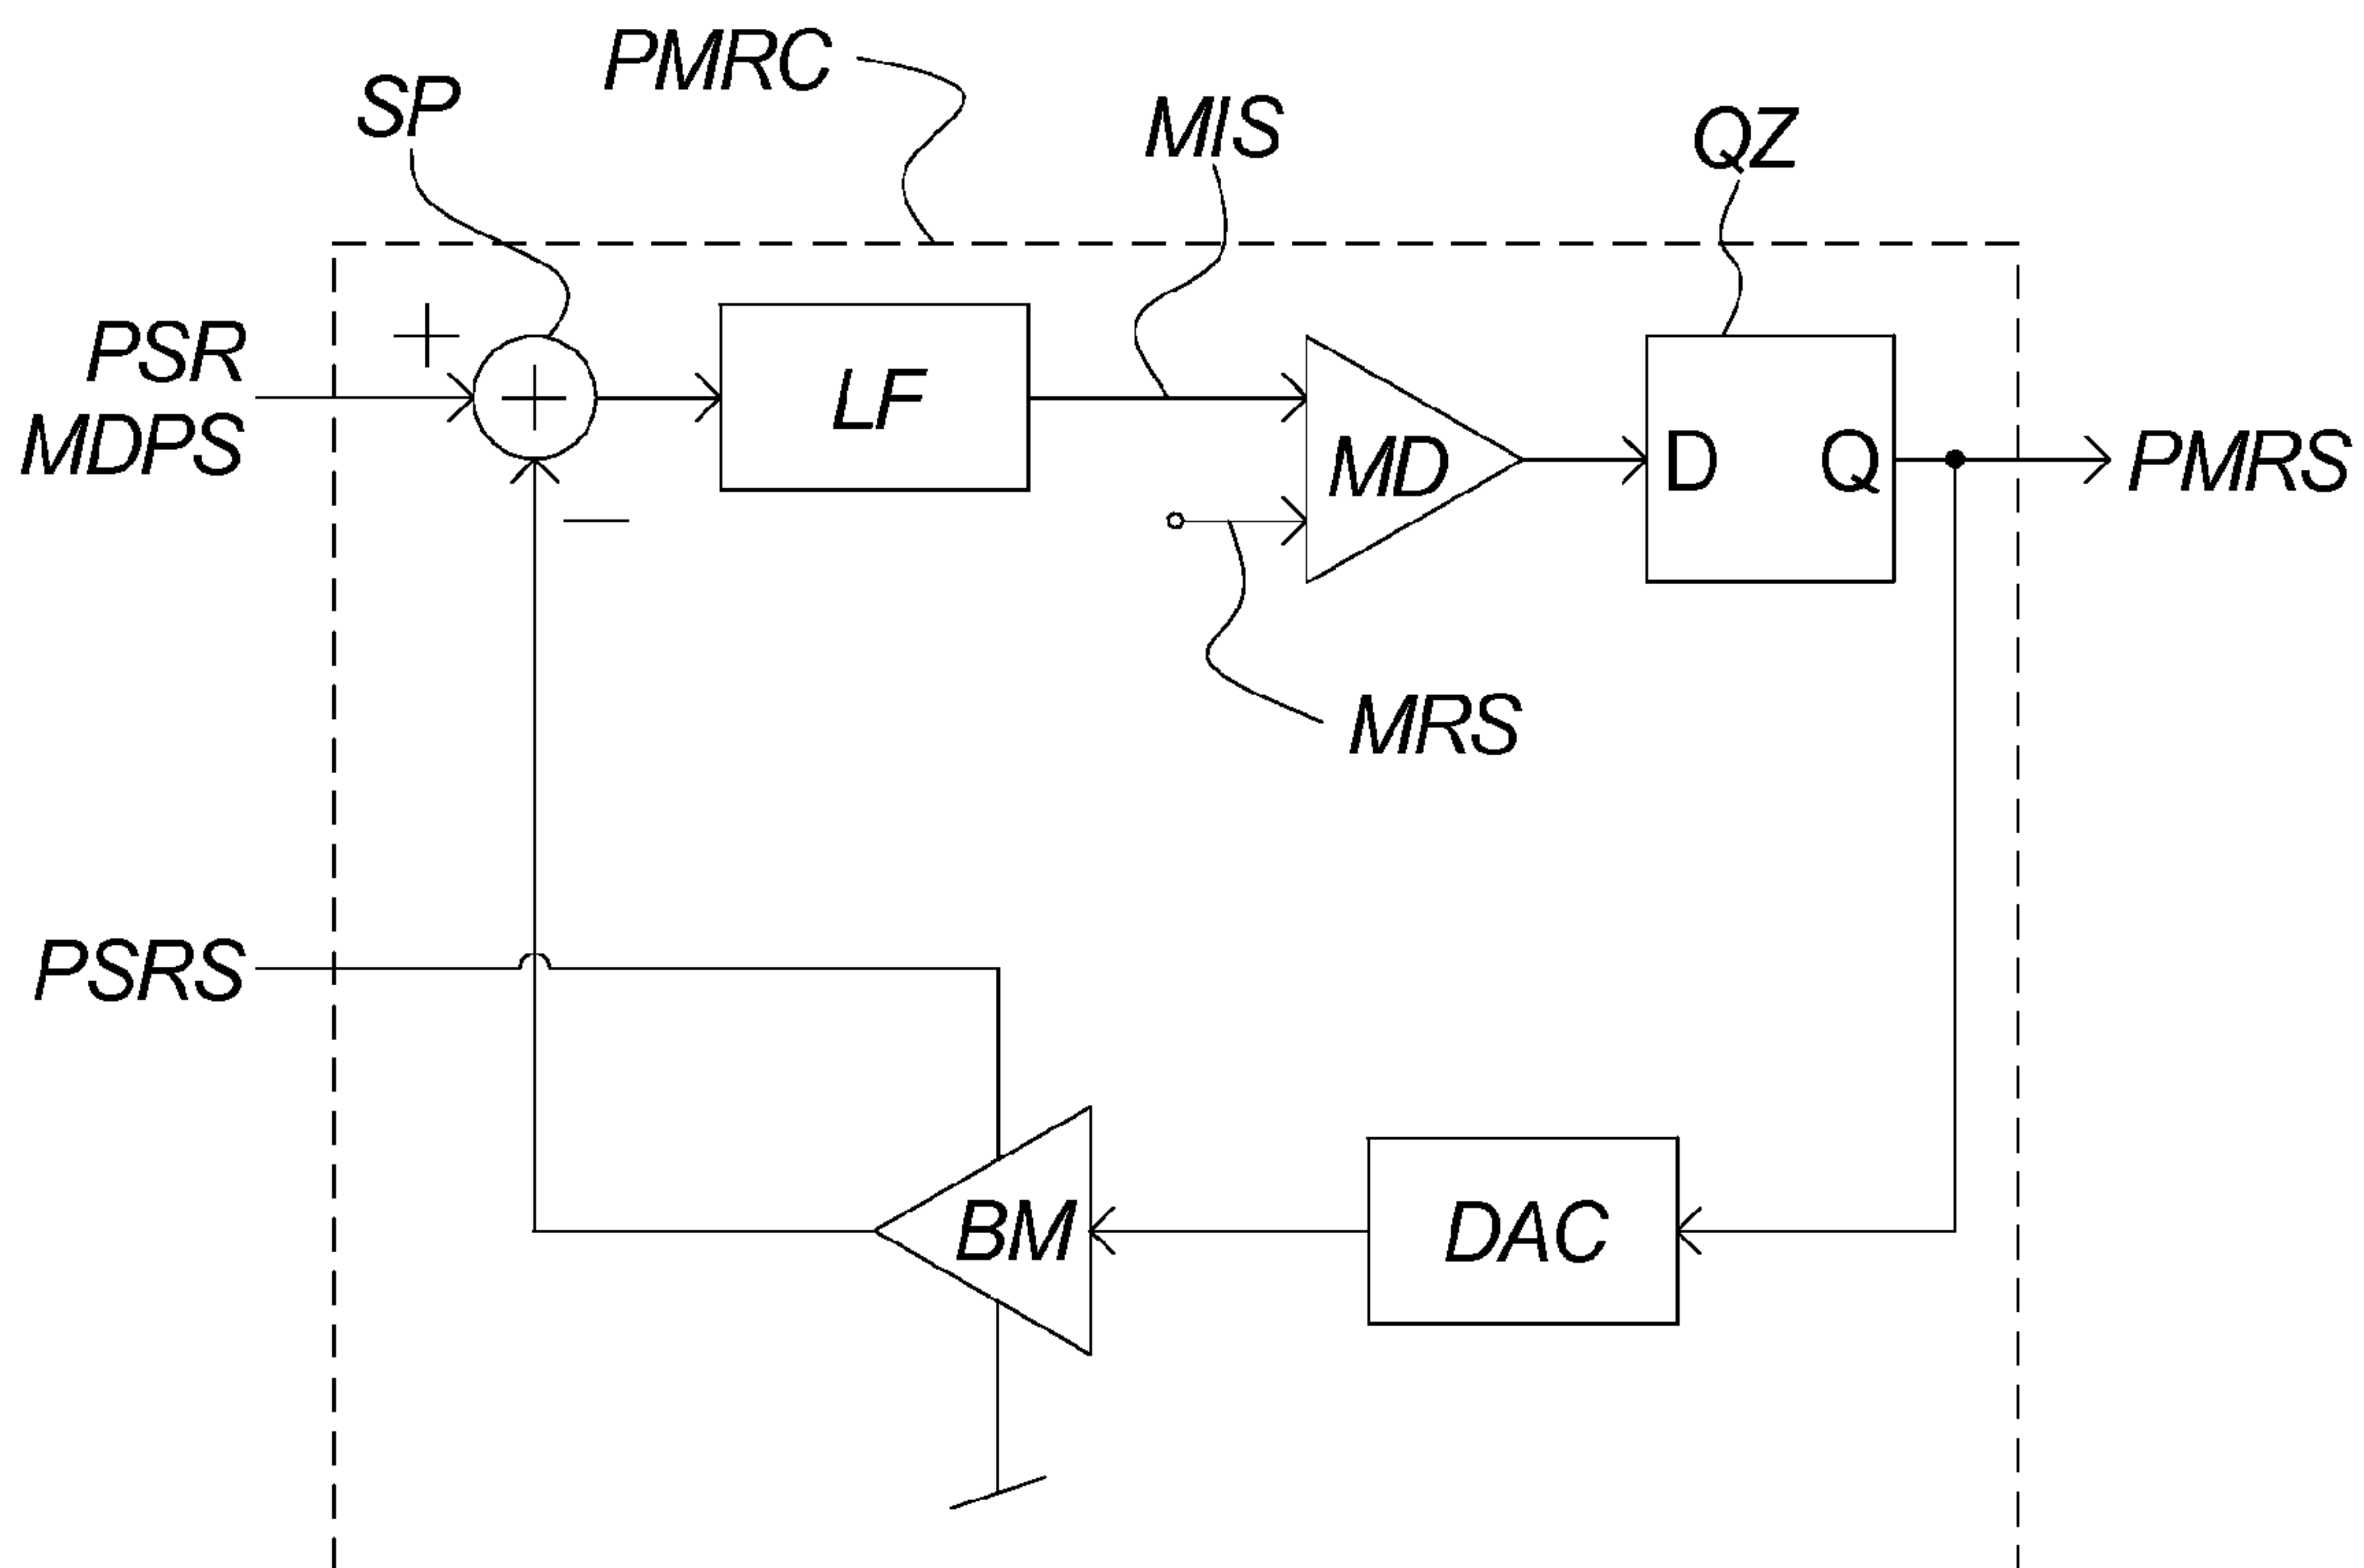 PMRC
SP
MIS
QZ
PSR
MDPS
+
+
LF
MD
D Q
PMRS
—
MRS
PSRS
BM
DAC